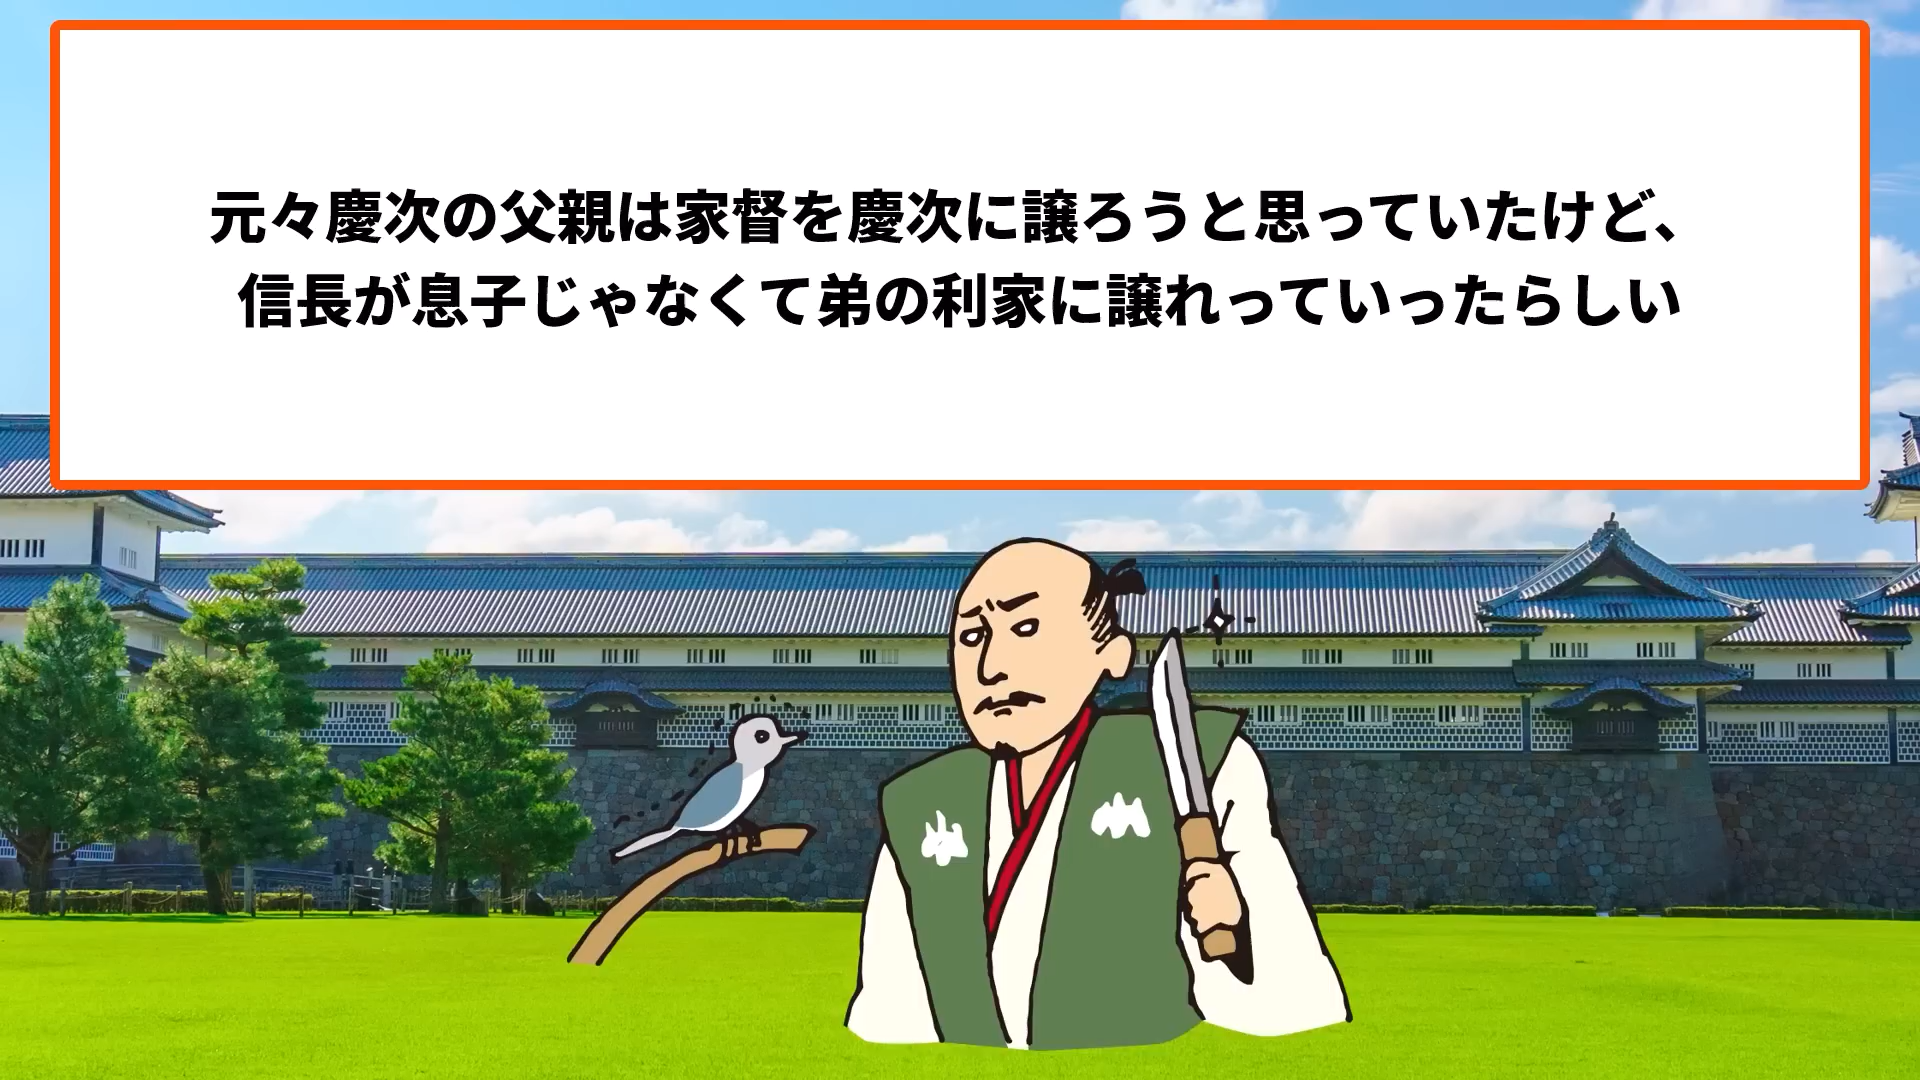 元々慶次の父親は家督を慶次に譲ろうと思っていたけど、
信長が息子じゃなくて弟の利家に譲れっていったらしい